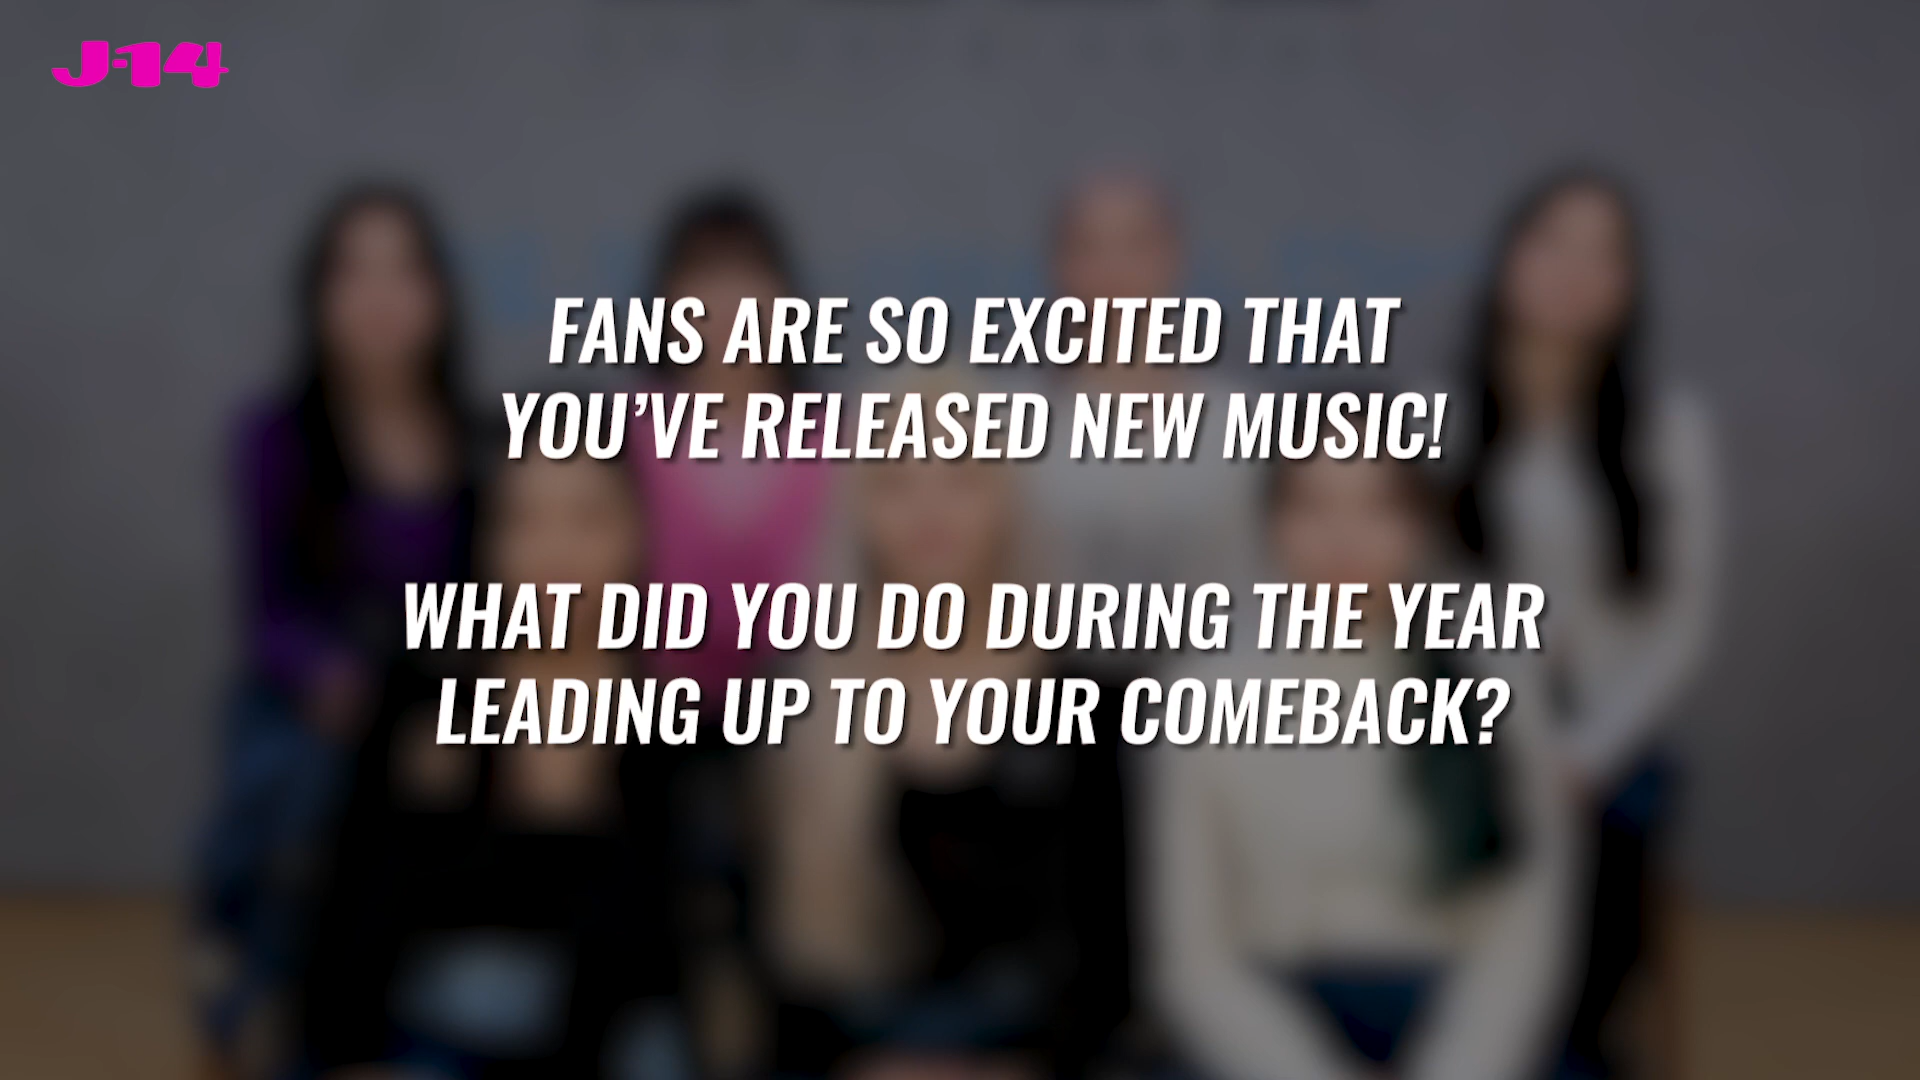 J-14
FANS ARE SO EXCITED THAT
YOU'VE RELEASED NEW MUSIC!
WHAT DID YOU DO DURING THE YEAR
LEADING UP TO YOUR COMEBACK?